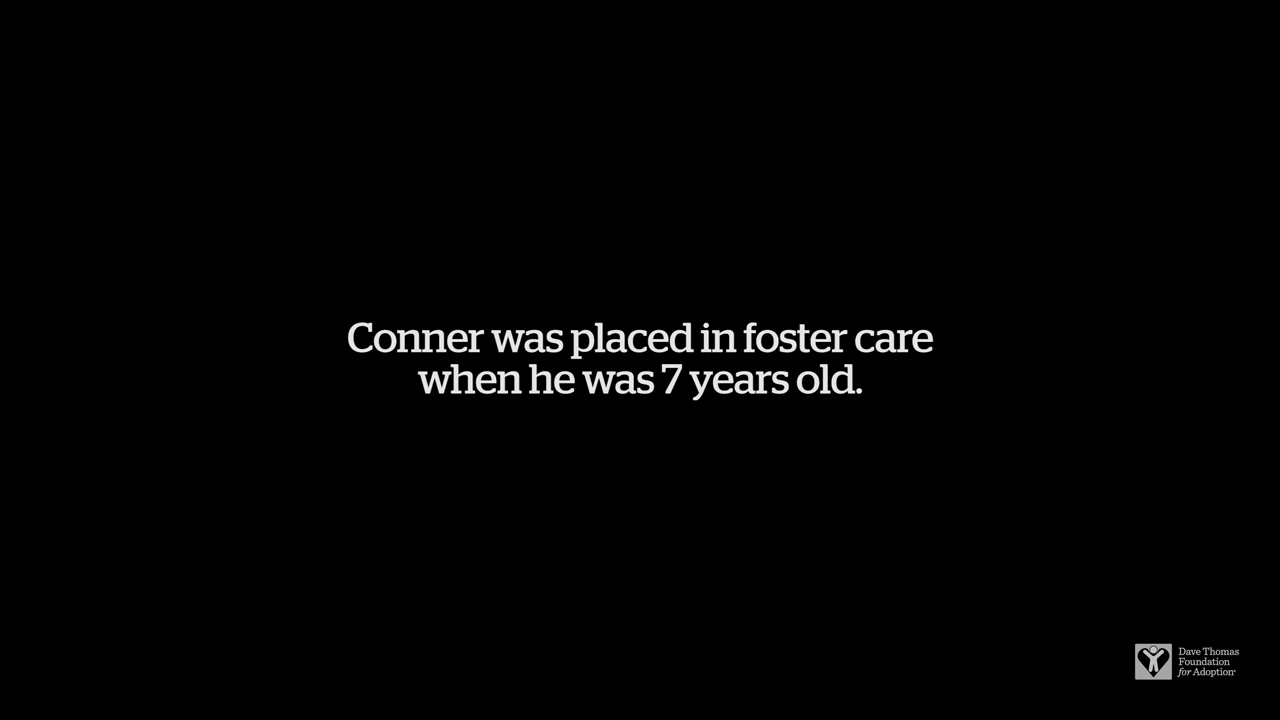 Conner was placed in foster care
when he was 7 years old.
Dave Thomas
Foundation
for Adoption®